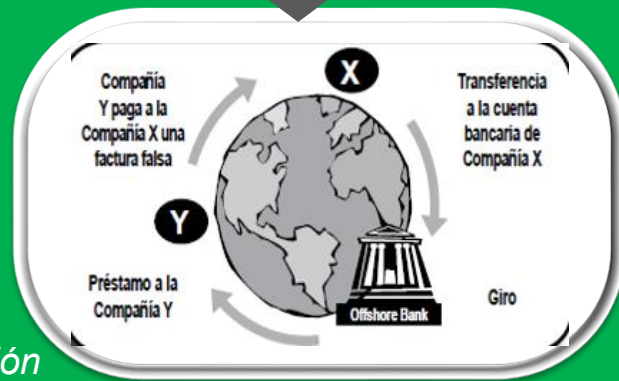 Compañía
Y paga a la
Compañía X una
factura falsa
X
Transferencia
a la cuenta
bancaria de
Compañía X
Y
Préstamo a la
Compañía Y
Offshore Bank
Giro
ón